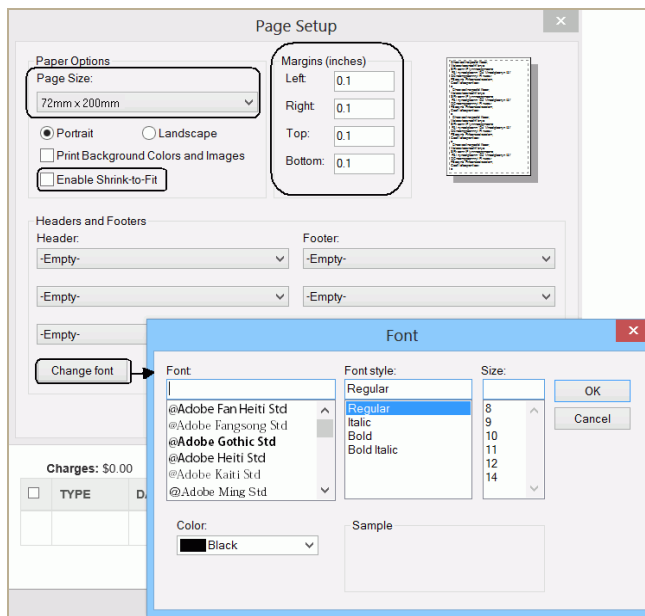 Page Setup
Paper Options
Page Size:
72mm x 200mm
Portrait
Landscape
Print Background Colors and Images
Enable Shrink-to-Fit
Margins (inches)
Left: 0.1
Right: 0.1
Top: 0.1
Bottom: 0.1
Headers and Footers
Header:
Footer:
-Empty-
-Empty-
-Empty-
-Empty-
-Empty-
Change font
Font
Font:
Font style:
Size:
Regular
@Adobe Fan Heiti Std
@Adobe Fangsong Std
@Adobe Gothic Std
@Adobe Heiti Std
@Adobe Kaiti Std
@Adobe Ming Std
Regular
Italic
Bold
Bold Italic
8
9
10
11
12
14
OK
Cancel
Color:
Black
Sample
Charges: $0.00
TYPE